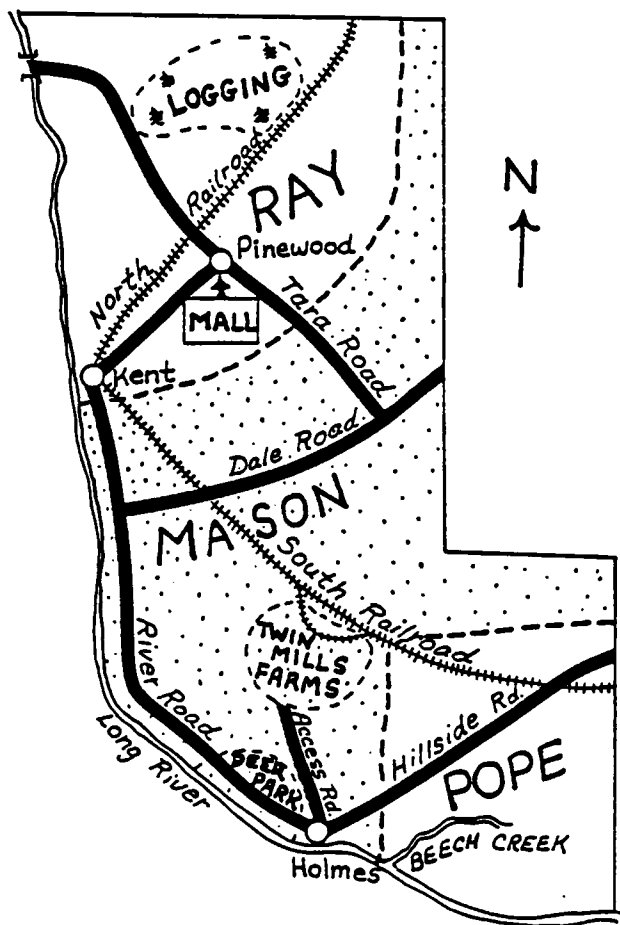 LOGGING
Railroad
North
RAY
N
Pinewood
MALL
Tara Road
Kent
Dale Road
MASON
South Railroad
TWIN
MILLS
FARMS
River Road
Long River
Access Rd.
Hillside Rd.
DEER
PARK
POPE
BEECH CREEK
Holmes